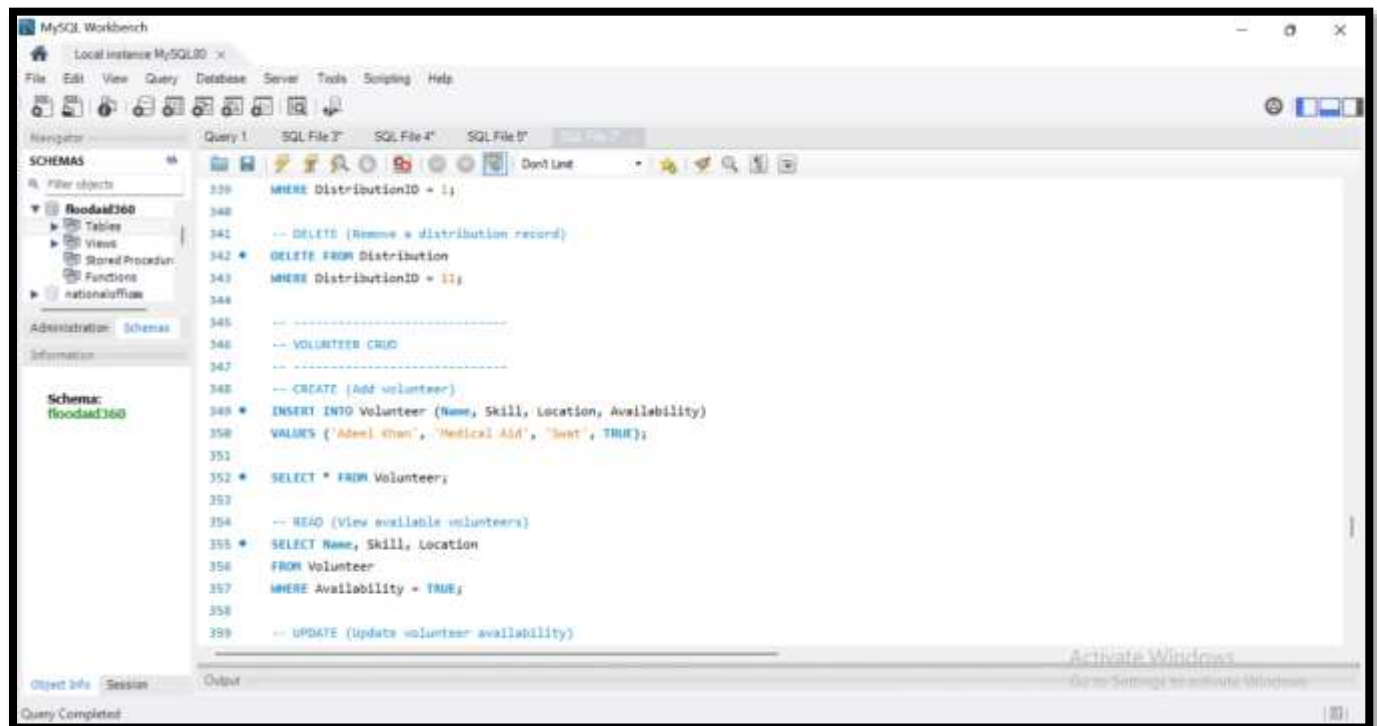 MySQL Workbench
Local instance MySQL80 ×
File Edit View Query Database Server Tools Scripting Help
Navigator
Query 1 SQL File 3* SQL File 4* SQL File 5*
SCHEMAS
Don't Limit
Filter objects
floodaid360
Tables
Views
Stored Procedur
Functions
Administration Schemas
Information
Schema:
floodaid360
339 WHERE DistributionID = 1;
340
341 -- DELETE (Remove a distribution record)
342 DELETE FROM Distribution
343 WHERE DistributionID = 11;
344
345 -- ------------------------------
346 -- VOLUNTEER CRUD
347 -- ------------------------------
348 -- CREATE (Add volunteer)
349 INSERT INTO Volunteer (Name, Skill, Location, Availability)
350 VALUES ('Adeel Khan', 'Medical Aid', 'Swat', TRUE);
351
352 SELECT * FROM Volunteer;
353
354 -- READ (View available volunteers)
355 SELECT Name, Skill, Location
356 FROM Volunteer
357 WHERE Availability = TRUE;
358
359 -- UPDATE (Update volunteer availability)
Activate Windows
Go to Settings to activate Windows.
Object Info Session
Output
Query Completed